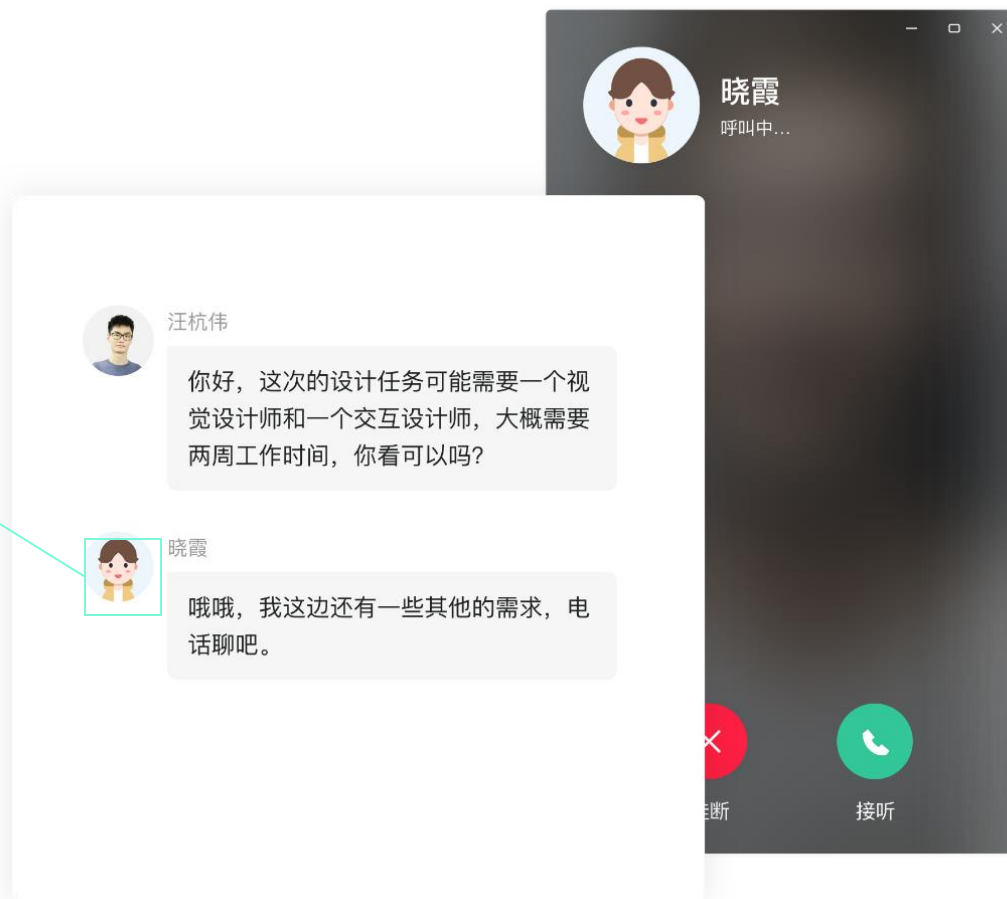 晓霞
呼叫中...
汪杭伟
你好，这次的设计任务可能需要一个视
觉设计师和一个交互设计师，大概需要
两周工作时间，你看可以吗?
晓霞
哦哦，我这边还有一些其他的需求，电
话聊吧。
断
接听